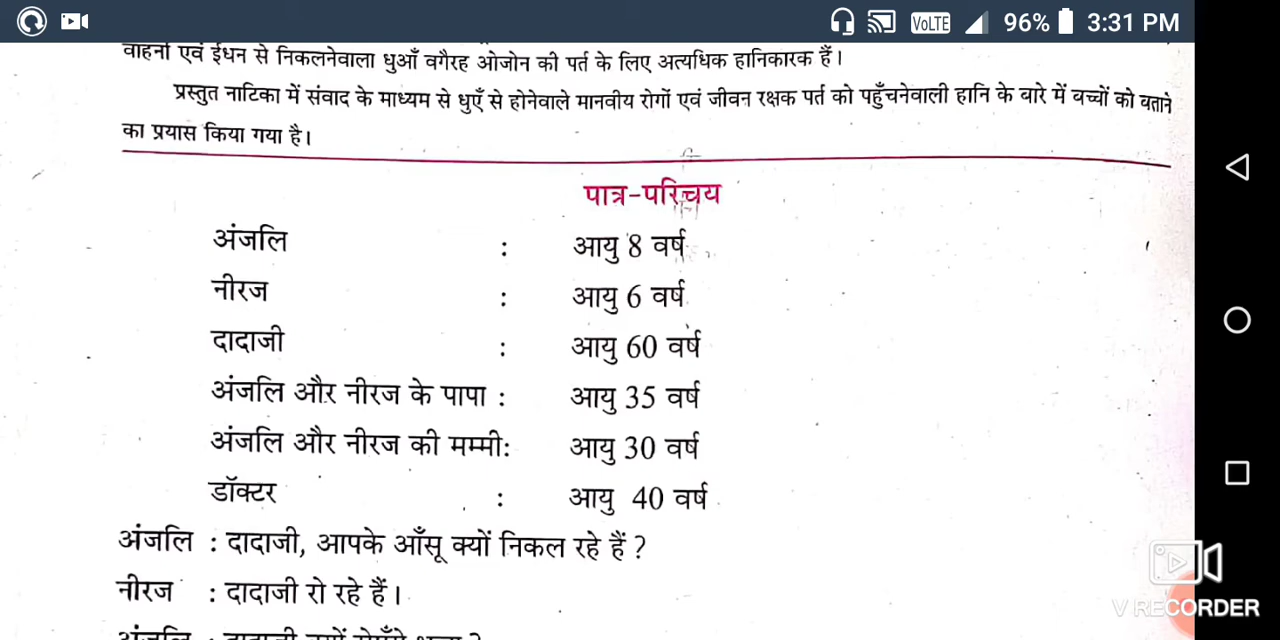 VoLTE 96% 3:31 PM
वाहनों एवं ईंधन से निकलनेवाला धुआँ वगैरह ओजोन की पर्त के लिए अत्यधिक हानिकारक हैं।
प्रस्तुत नाटिका में संवाद के माध्यम से धुएँ से होनेवाले मानवीय रोगों एवं जीवन रक्षक पर्त को पहुँचनेवाली हानि के बारे में बच्चों को बताने
का प्रयास किया गया है।
पात्र-परिचय
अंजलि : आयु 8 वर्ष
नीरज : आयु 6 वर्ष
दादाजी : आयु 60 वर्ष
अंजलि और नीरज के पापा : आयु 35 वर्ष
अंजलि और नीरज की मम्मी: आयु 30 वर्ष
डॉक्टर : आयु 40 वर्ष
अंजलि : दादाजी, आपके आँसू क्यों निकल रहे हैं ?
नीरज : दादाजी रो रहे हैं।
अंजलि : दादाजी क्यों
V RECORDER